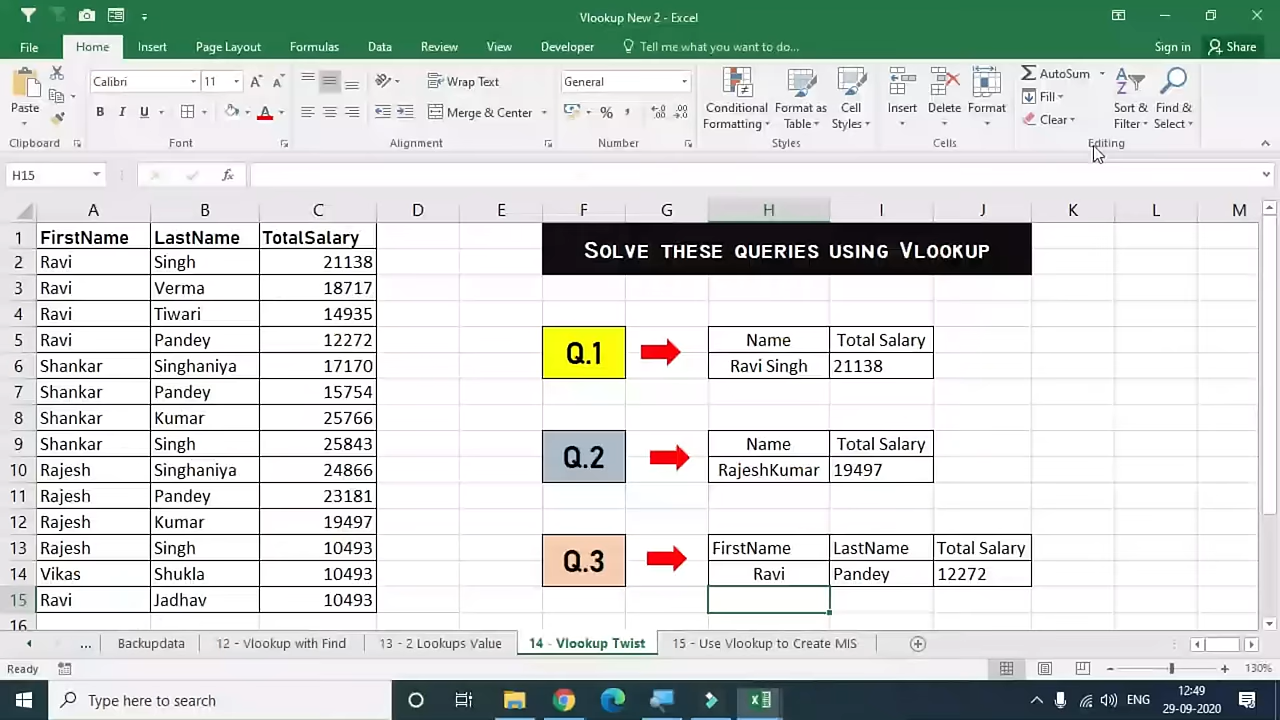 Vlookup New 2 - Excel
File Home Insert Page Layout Formulas Data Review View Developer Tell me what you want to do... Sign in Share
Paste Calibri 11 Wrap Text General Conditional Formatting Format as Table Cell Styles Insert Delete Format AutoSum Fill Clear Sort & Filter Find & Select
Merge & Center
Clipboard Font Alignment Number Styles Cells Editing
H15 fx
A B C D E F G H I J K L M
1 FirstName LastName TotalSalary SOLVE THESE QUERIES USING VLOOKUP
2 Ravi Singh 21138
3 Ravi Verma 18717
4 Ravi Tiwari 14935
5 Ravi Pandey 12272 Q.1 Name Total Salary
6 Shankar Singhaniya 17170 Ravi Singh 21138
7 Shankar Pandey 15754
8 Shankar Kumar 25766
9 Shankar Singh 25843 Q.2 Name Total Salary
10 Rajesh Singhaniya 24866 RajeshKumar 19497
11 Rajesh Pandey 23181
12 Rajesh Kumar 19497
13 Rajesh Singh 10493 Q.3 FirstName LastName Total Salary
14 Vikas Shukla 10493 Ravi Pandey 12272
15 Ravi Jadhav 10493
16
... Backupdata 12 - Vlookup with Find 13 - 2 Lookups Value 14 - Vlookup Twist 15 - Use Vlookup to Create MIS
Ready 130%
Type here to search ENG 12:49
29-09-2020